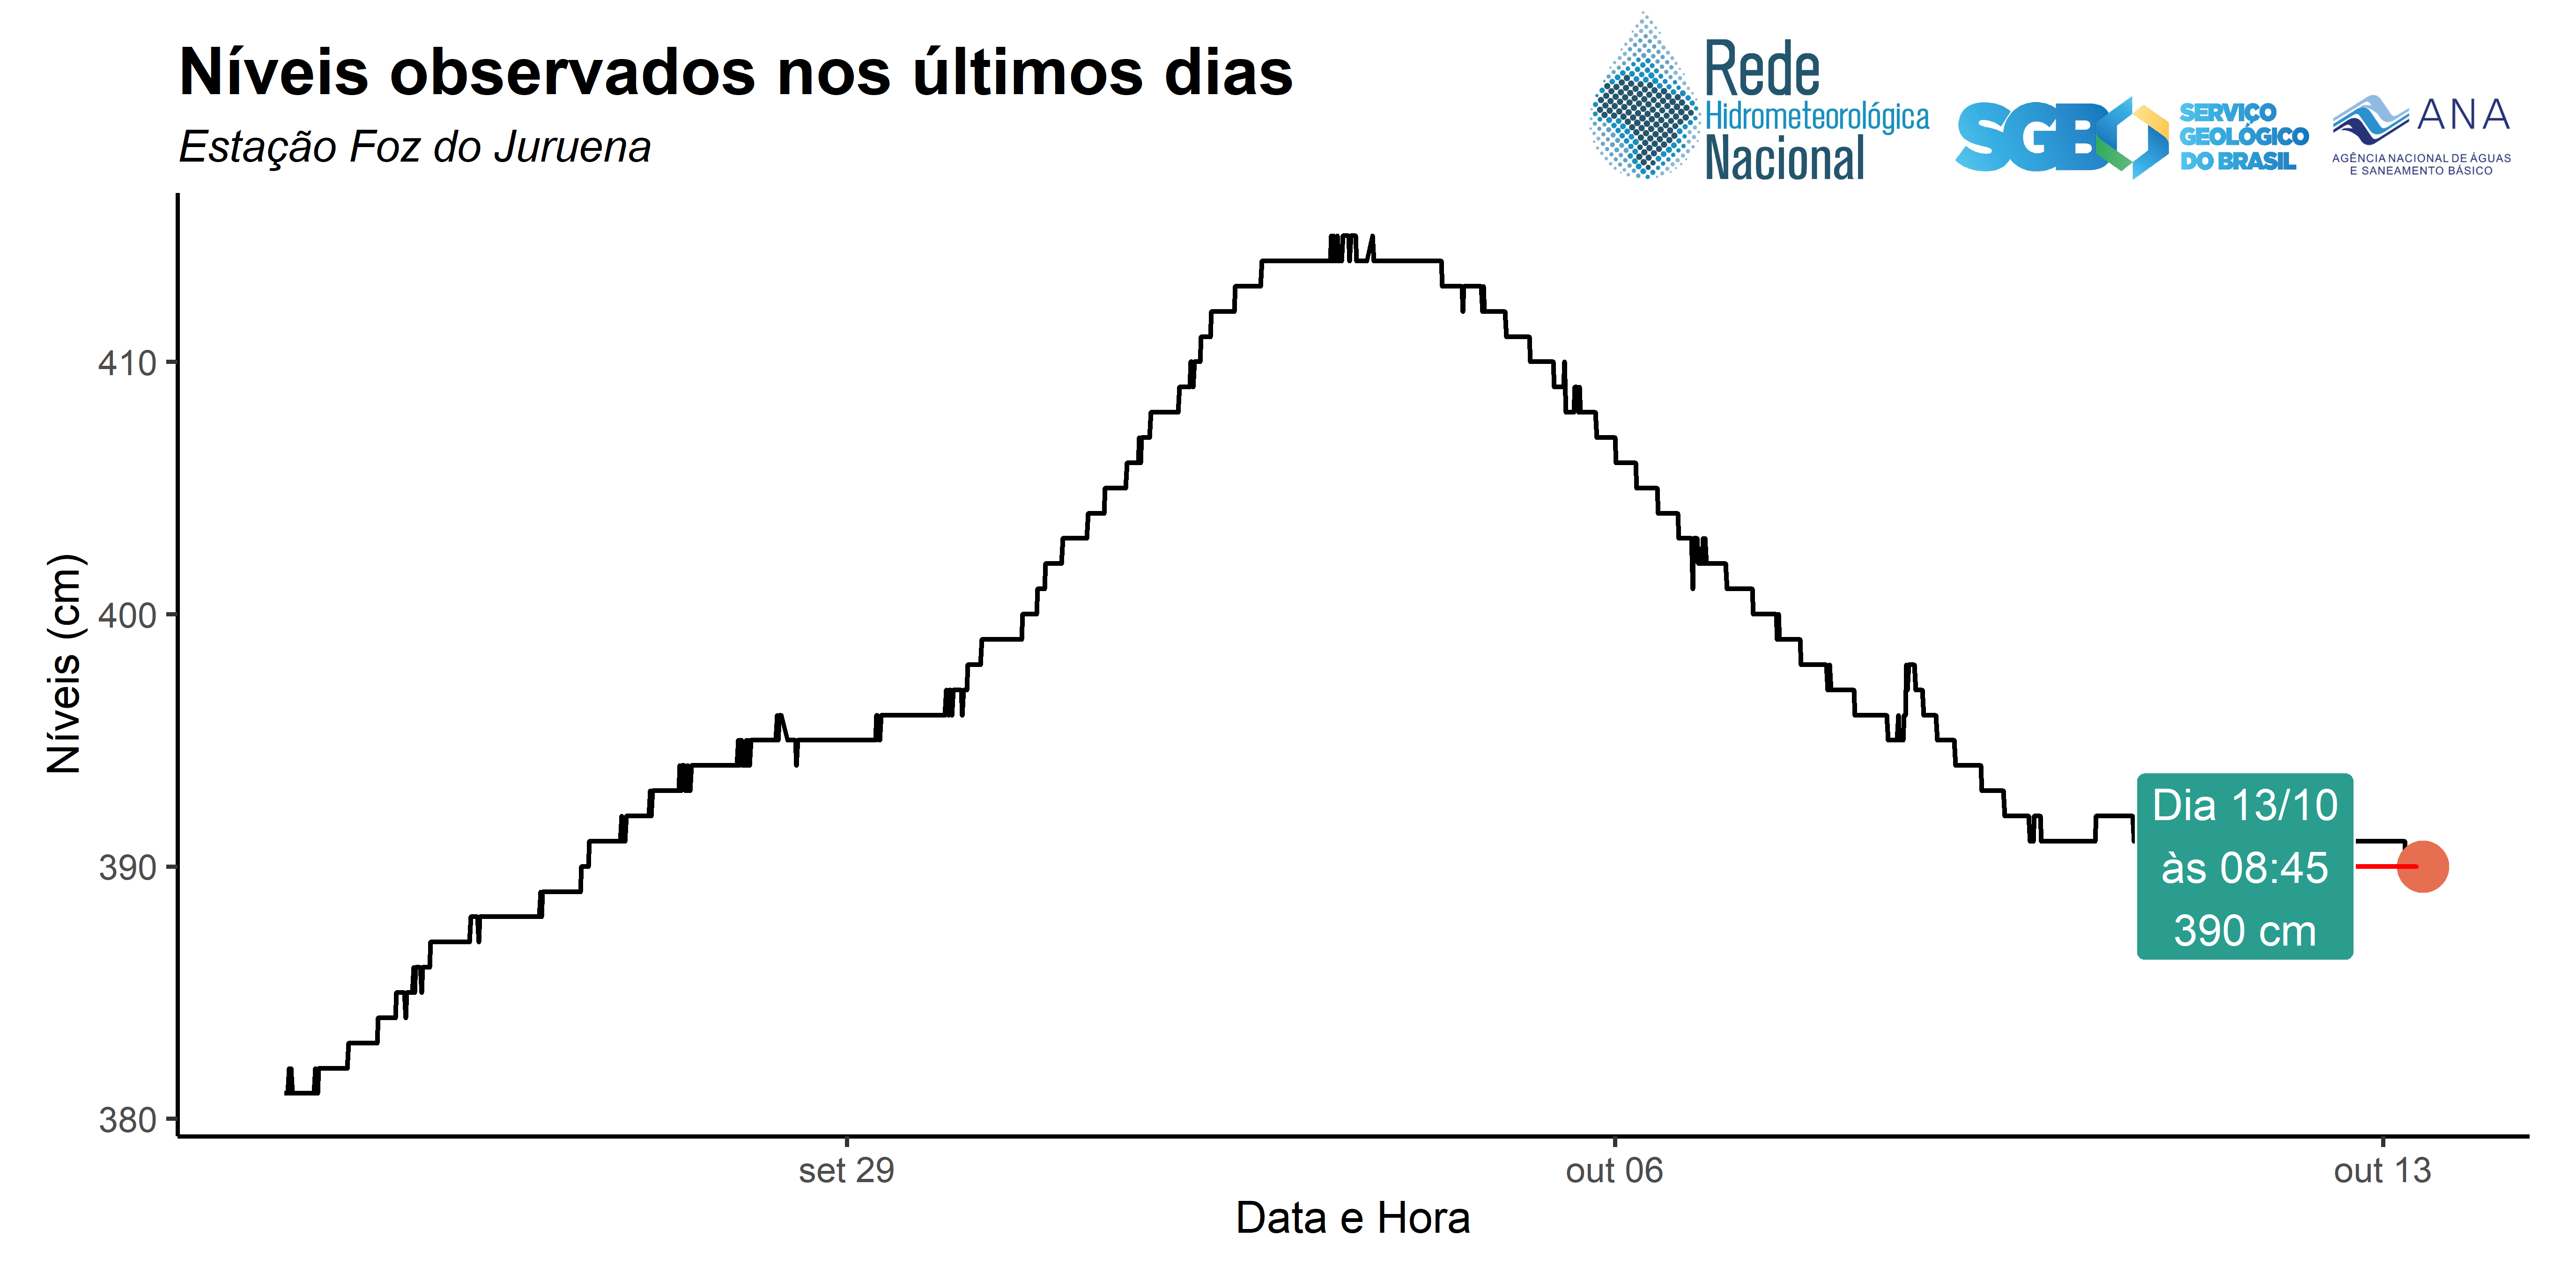 Níveis observados nos últimos dias
Estação Foz do Juruena
Rede
Hidrometeorológica
Nacional
SGB
SERVIÇO
GEOLÓGICO
DO BRASIL
ANA
AGÊNCIA NACIONAL DE ÁGUAS
E SANEAMENTO BÁSICO
Níveis (cm)
410
400
390
380
Dia 13/10
às 08:45
390 cm
set 29
out 06
out 13
Data e Hora